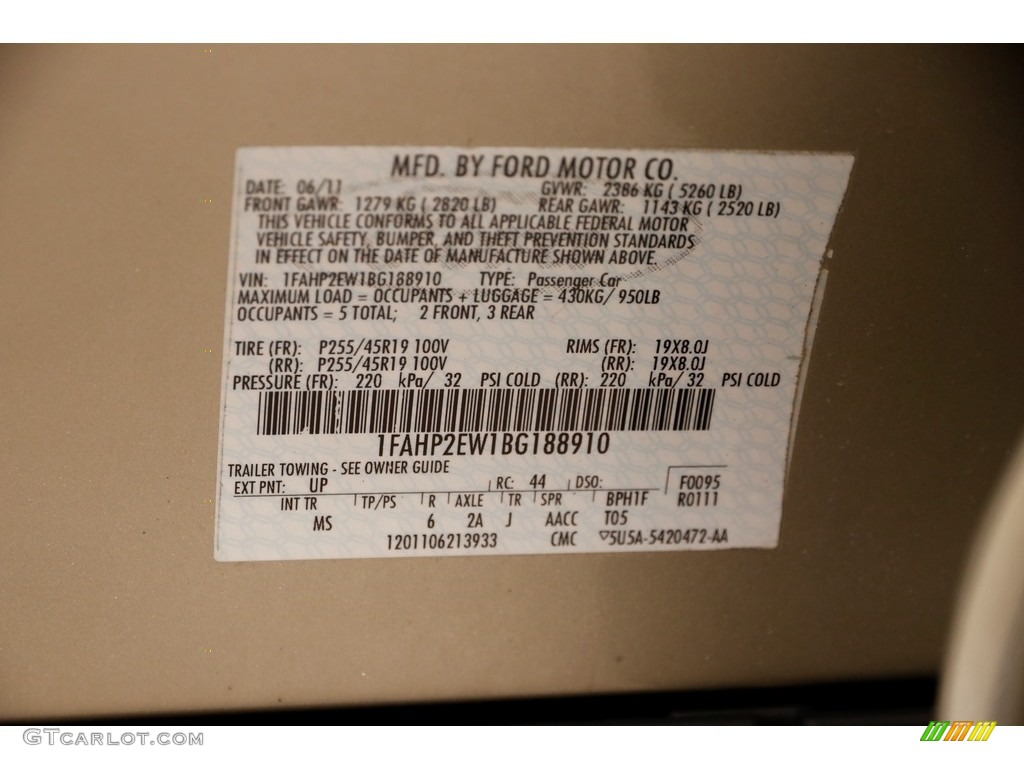 MFD. BY FORD MOTOR CO.
DATE: 06/11 GVWR: 2386 KG ( 5260 LB)
FRONT GAWR: 1279 KG ( 2820 LB) REAR GAWR: 1143 KG ( 2520 LB)
THIS VEHICLE CONFORMS TO ALL APPLICABLE FEDERAL MOTOR
VEHICLE SAFETY, BUMPER, AND THEFT PREVENTION STANDARDS
IN EFFECT ON THE DATE OF MANUFACTURE SHOWN ABOVE.
VIN: 1FAHP2EW1BG188910 TYPE: Passenger Car
MAXIMUM LOAD = OCCUPANTS + LUGGAGE = 430KG/ 950LB
OCCUPANTS = 5 TOTAL; 2 FRONT, 3 REAR
TIRE (FR): P255/45R19 100V RIMS (FR): 19X8.0J
(RR): P255/45R19 100V (RR): 19X8.0J
PRESSURE (FR): 220 kPa/ 32 PSI COLD (RR): 220 kPa/ 32 PSI COLD
1FAHP2EW1BG188910
TRAILER TOWING - SEE OWNER GUIDE
EXT PNT: UP RC: 44 DSO: F0095
INT TR TP/PS R AXLE TR SPR BPH1F R0111
MS 6 2A J AACC T05
1201106213933 CMC ▽5U5A-5420472-AA
GTcarlot.com